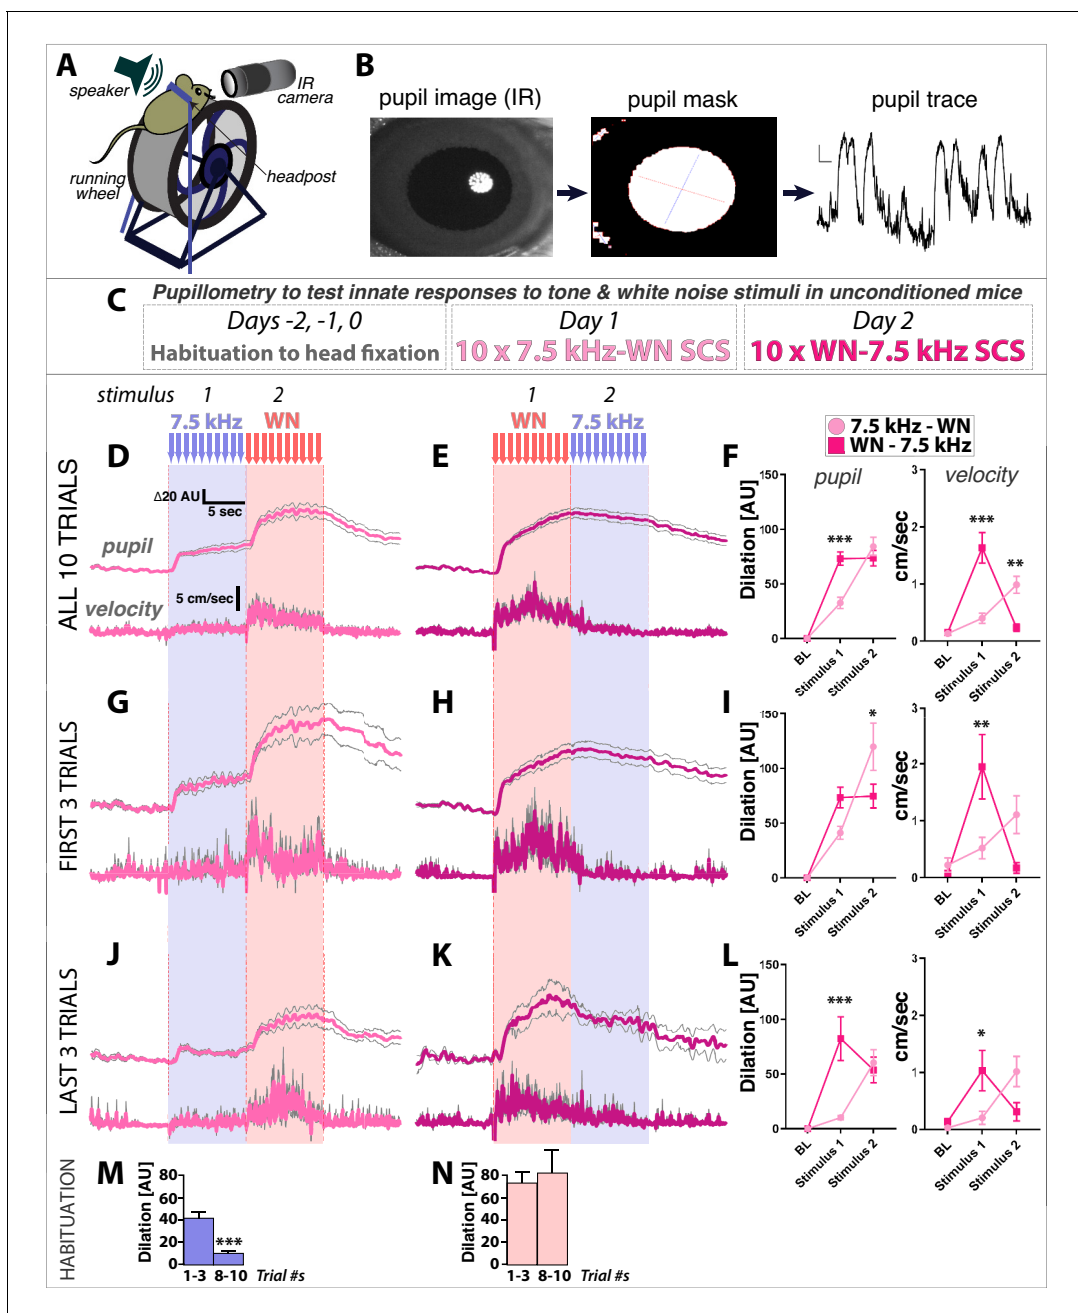 A
speaker
IR
camera
running
wheel
headpost
B
pupil image (IR)
pupil mask
pupil trace
C
Pupillometry to test innate responses to tone & white noise stimuli in unconditioned mice
Days -2, -1, 0
Habituation to head fixation
Day 1
10 x 7.5 kHz-WN SCS
Day 2
10 x WN-7.5 kHz SCS
stimulus
1
2
7.5 kHz
WN
1
2
WN
7.5 kHz
ALL 10 TRIALS
D
Δ20 AU
5 sec
pupil
velocity
5 cm/sec
E
7.5 kHz - WN
WN - 7.5 kHz
F
pupil
Dilation [AU]
150
100
50
0
***
BL
Stimulus 1
Stimulus 2
velocity
cm/sec
3
2
1
0
***
**
BL
Stimulus 1
Stimulus 2
FIRST 3 TRIALS
G
H
I
Dilation [AU]
150
100
50
0
*
BL
Stimulus 1
Stimulus 2
cm/sec
3
2
1
0
**
BL
Stimulus 1
Stimulus 2
LAST 3 TRIALS
J
K
L
Dilation [AU]
150
100
50
0
***
BL
Stimulus 1
Stimulus 2
cm/sec
3
2
1
0
*
BL
Stimulus 1
Stimulus 2
HABITUATION
M
Dilation [AU]
80
60
40
20
0
***
1-3 8-10 Trial #s
N
Dilation [AU]
80
60
40
20
0
1-3 8-10 Trial #s